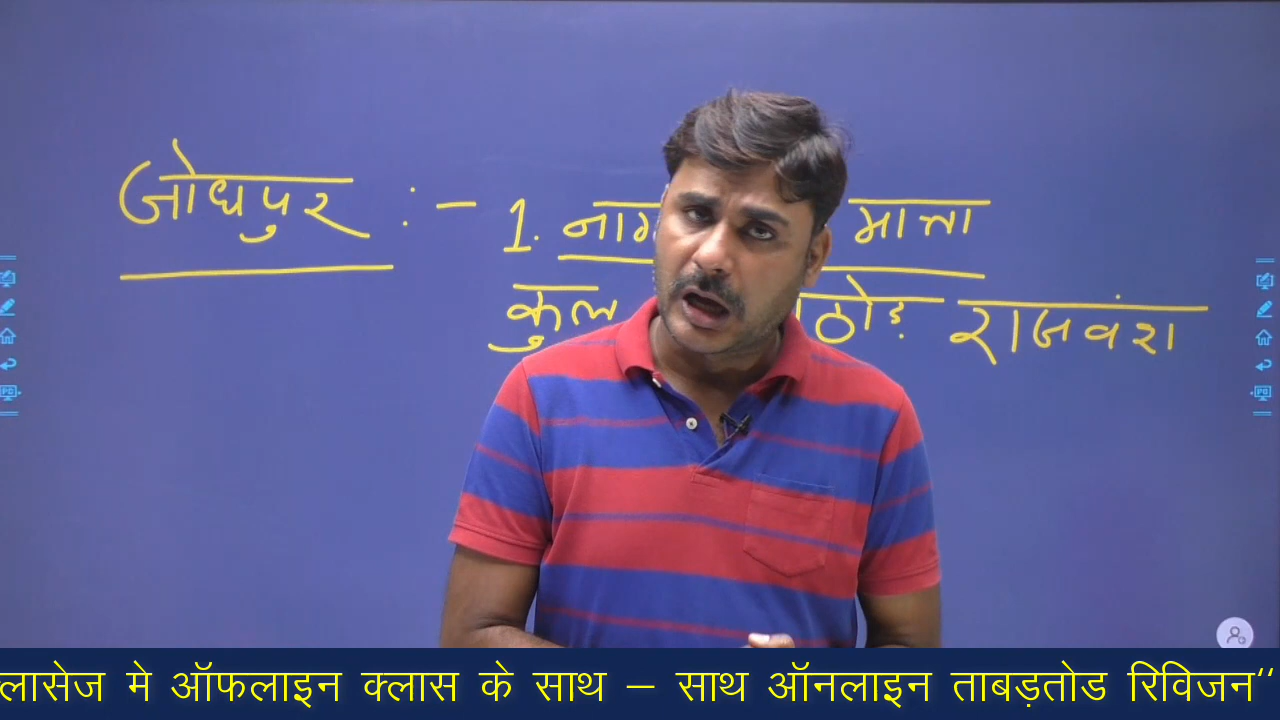 जोधपुर :- 1. नाग माता
कुल ठोड़ राजवंश
लासेज मे ऑफलाइन क्लास के साथ – साथ ऑनलाइन ताबड़तोड रिविजन“